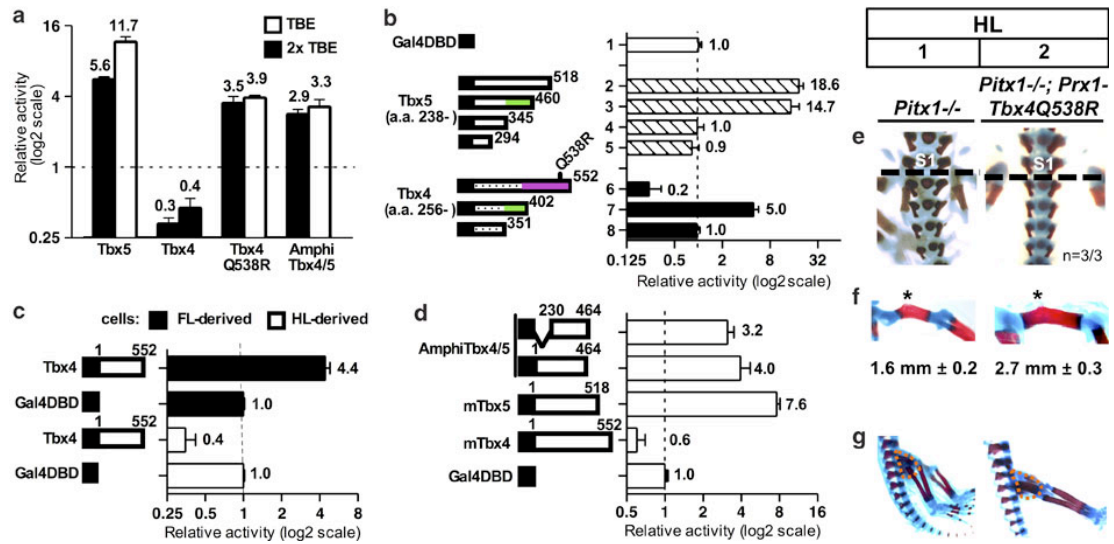 a
Relative activity
(log2 scale)
16
4
1
0.25
TBE
2x TBE
5.6
11.7
0.3
0.4
3.5
3.9
2.9
3.3
Tbx5
Tbx4
Tbx4
Q538R
Amphi
Tbx4/5
b
Gal4DBD
Tbx5
(a.a. 238-)
518
460
345
294
Tbx4
(a.a. 256-)
Q538R
552
402
351
1
2
3
4
5
6
7
8
1.0
18.6
14.7
1.0
0.9
0.2
5.0
1.0
0.125
0.5
2
8
32
Relative activity (log2 scale)
HL
1
2
Pitx1-/-
Pitx1-/-; Prx1-
Tbx4Q538R
e
S1
S1
n=3/3
f
*
*
1.6 mm ± 0.2
2.7 mm ± 0.3
g
c
cells:
FL-derived
HL-derived
1
552
Tbx4
4.4
Gal4DBD
1.0
1
552
Tbx4
0.4
Gal4DBD
1.0
0.25
0.5
1
2
4
8
Relative activity (log2 scale)
d
230
464
3.2
AmphiTbx4/5
1
464
4.0
1
518
mTbx5
7.6
1
552
mTbx4
0.6
Gal4DBD
1.0
0.5
1
2
4
8
16
Relative activity (log2 scale)